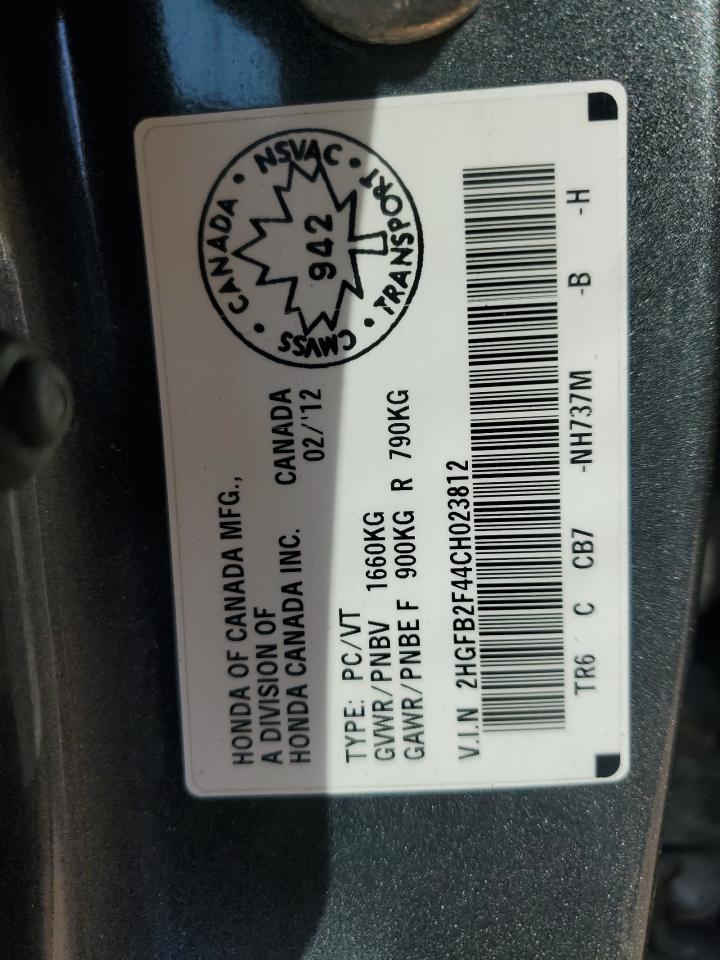 HONDA OF CANADA MFG.,
A DIVISION OF
HONDA CANADA INC. CANADA
02/'12
CANADA • NSVAC • TRANSPORT • CMVSS •
942
TYPE: PC/VT
GVWR/PNBV 1660KG
GAWR/PNBE F 900KG R 790KG
V.I.N 2HGFB2F44CH023812
TR6 C CB7 -NH737M -B -H